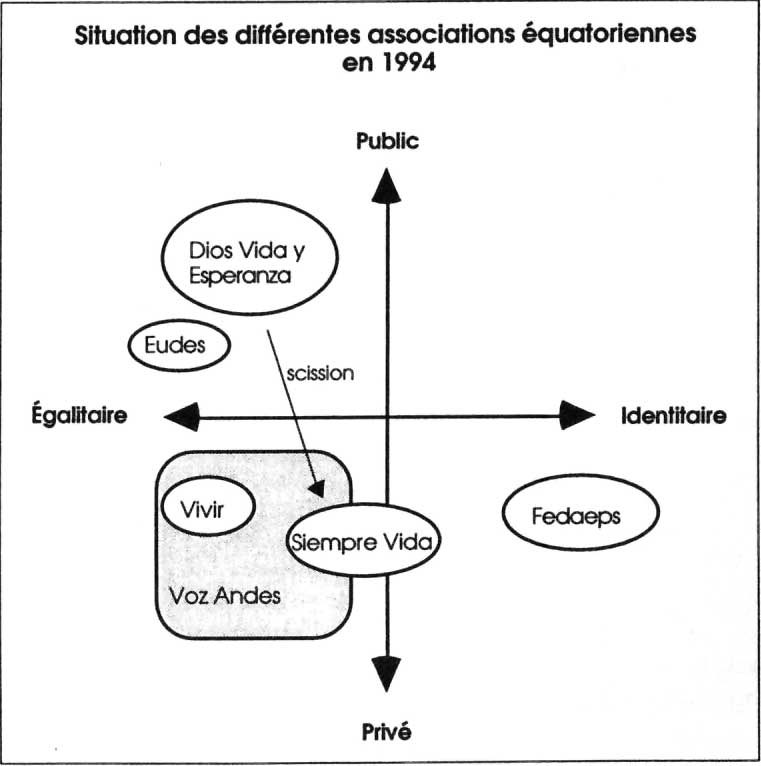 Situation des différentes associations équatoriennes
en 1994
Public
Dios Vida y
Esperanza
Eudes
scission
Égalitaire
Identitaire
Vivir
Fedaeps
Siempre Vida
Voz Andes
Privé